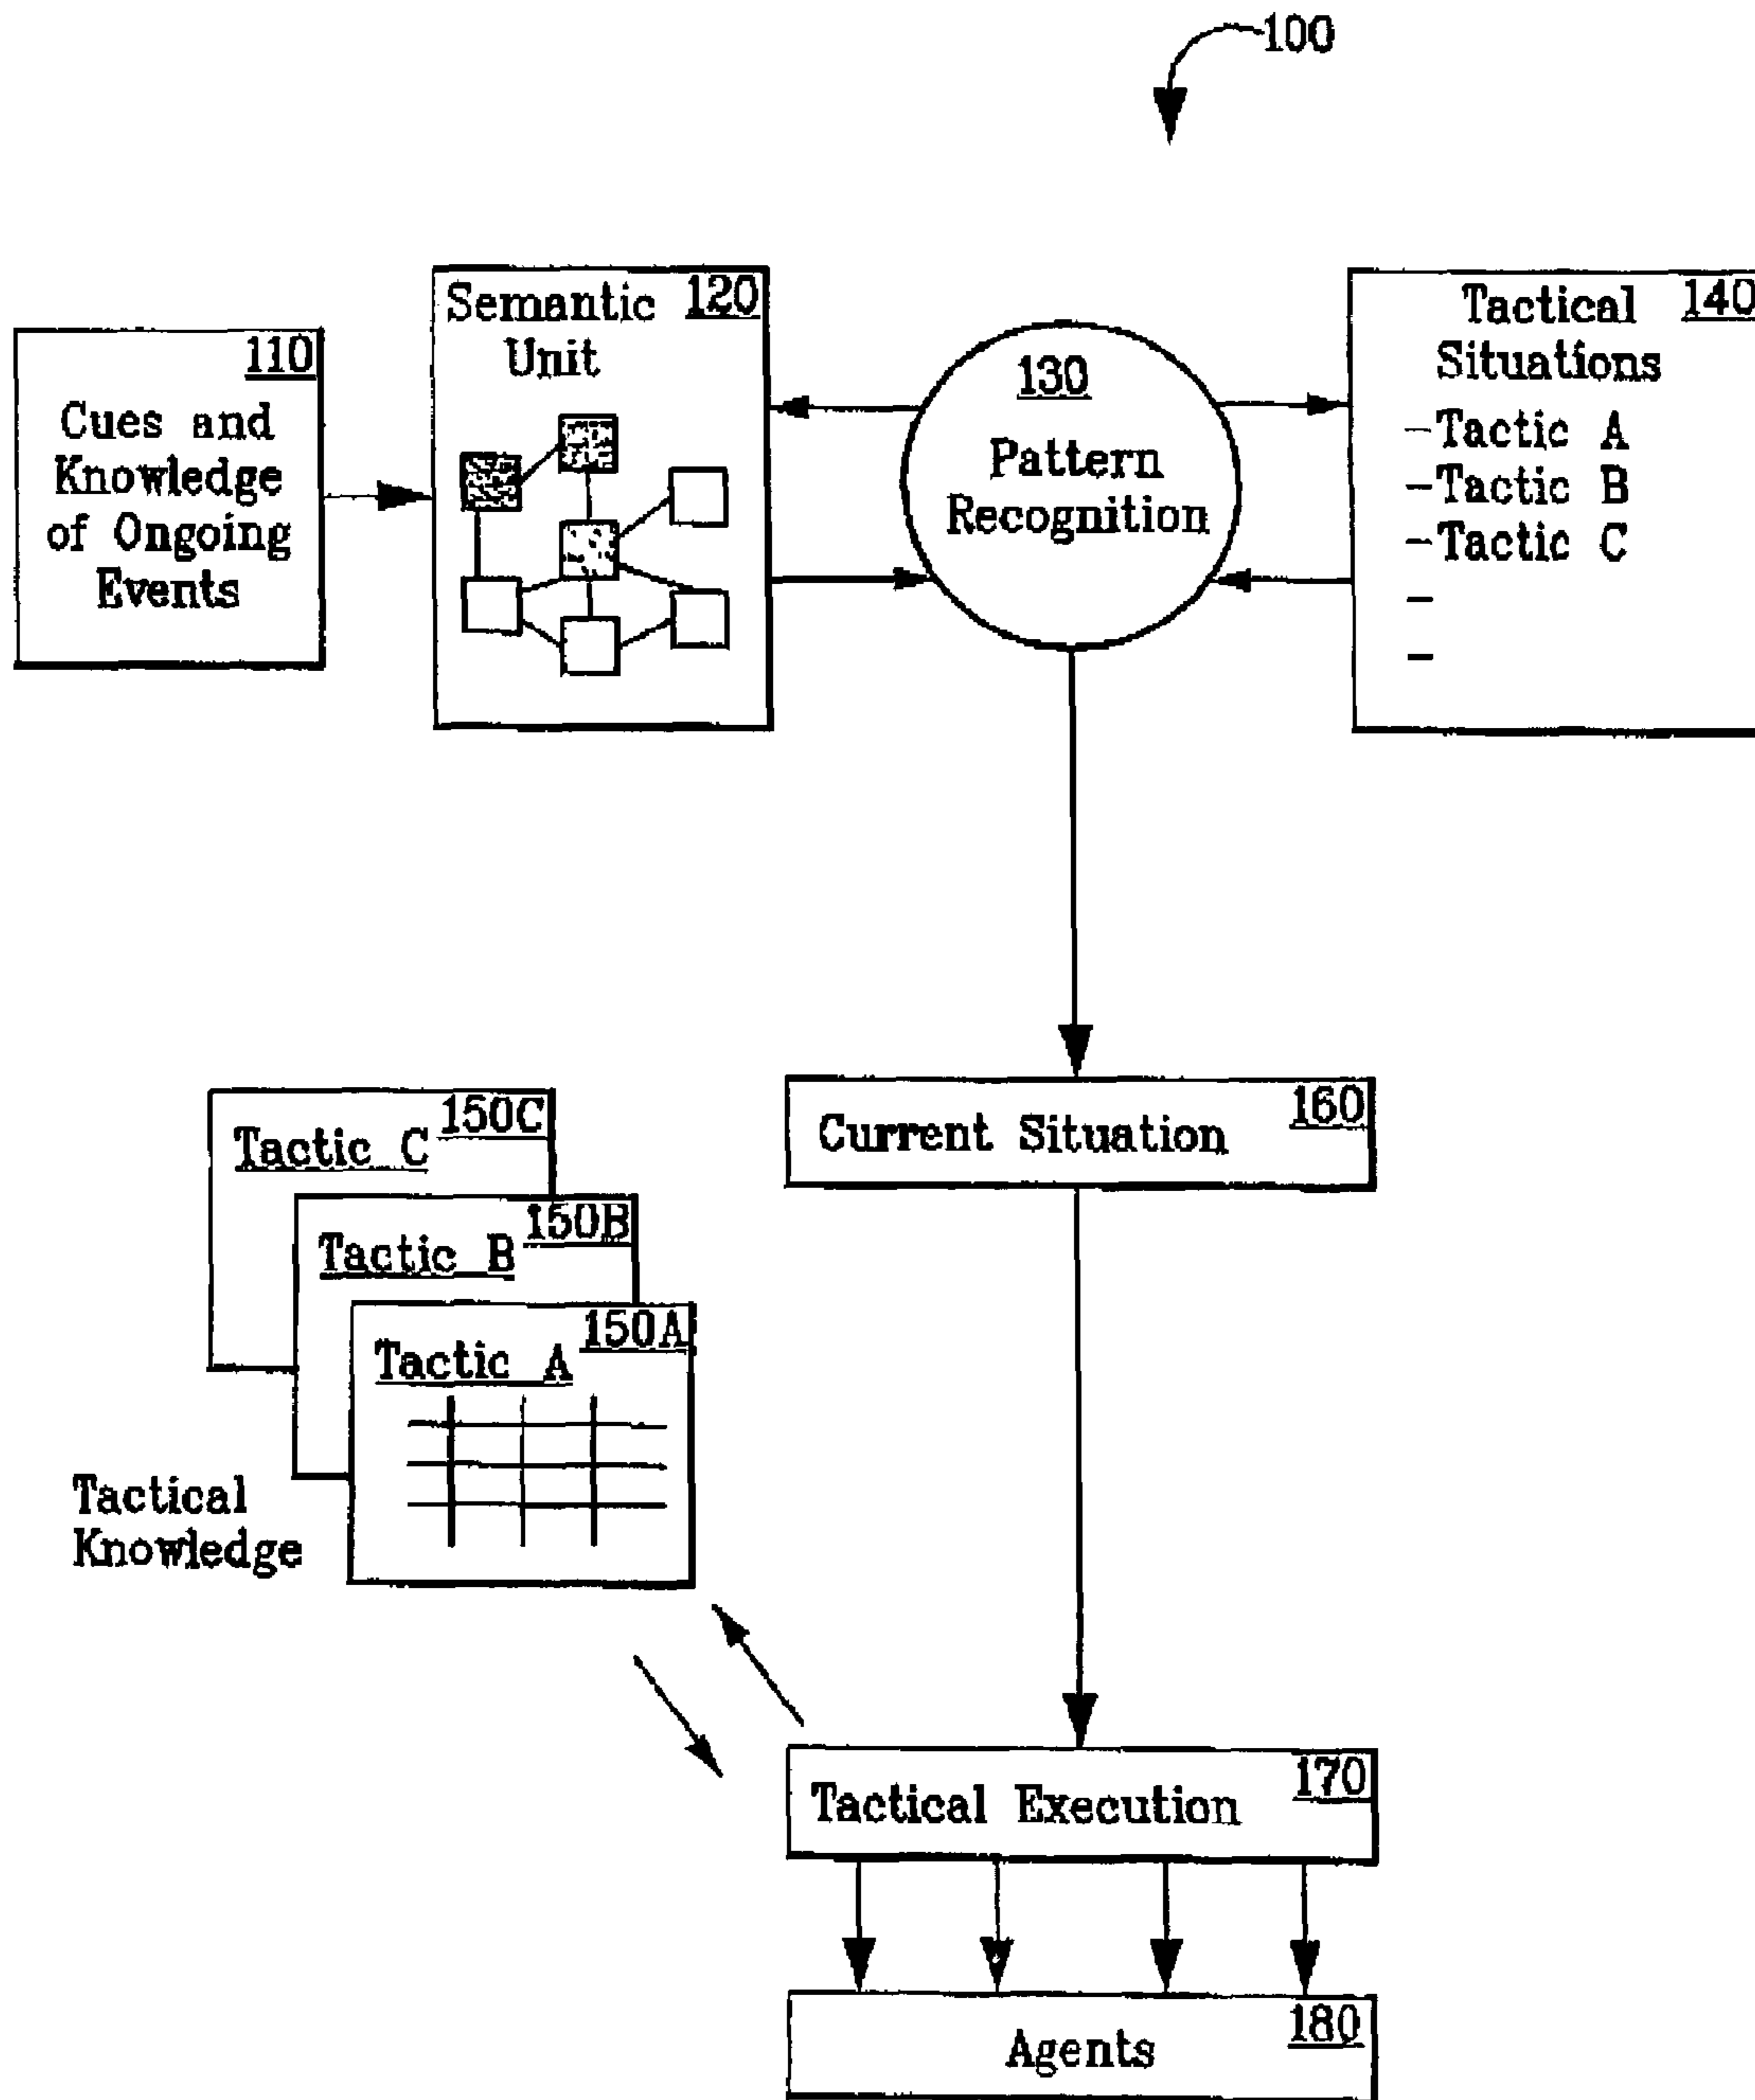 100
110
Cues and
Knowledge
of Ongoing
Events
Semantic 120
Unit
130
Pattern
Recognition
Tactical 140
Situations
-Tactic A
-Tactic B
-Tactic C
-
-
160
Current Situation
150C
Tactic C
150B
Tactic B
150A
Tactic A
Tactical
Knowledge
170
Tactical Execution
180
Agents